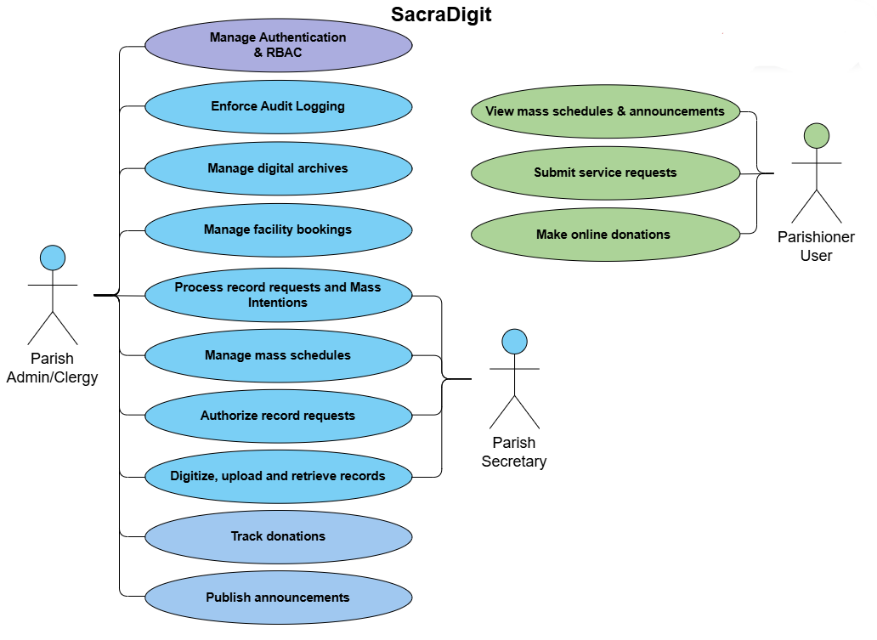 SacraDigit
Manage Authentication
& RBAC
Enforce Audit Logging
Manage digital archives
Manage facility bookings
Process record requests and Mass
Intentions
Manage mass schedules
Authorize record requests
Digitize, upload and retrieve records
Track donations
Publish announcements
Parish
Admin/Clergy
Parish
Secretary
View mass schedules & announcements
Submit service requests
Make online donations
Parishioner
User